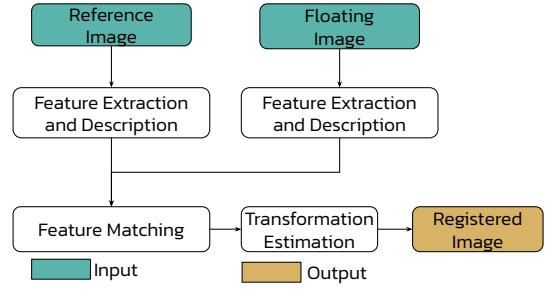 Reference
Image
Floating
Image
Feature Extraction
and Description
Feature Extraction
and Description
Feature Matching
Transformation
Estimation
Registered
Image
Input
Output